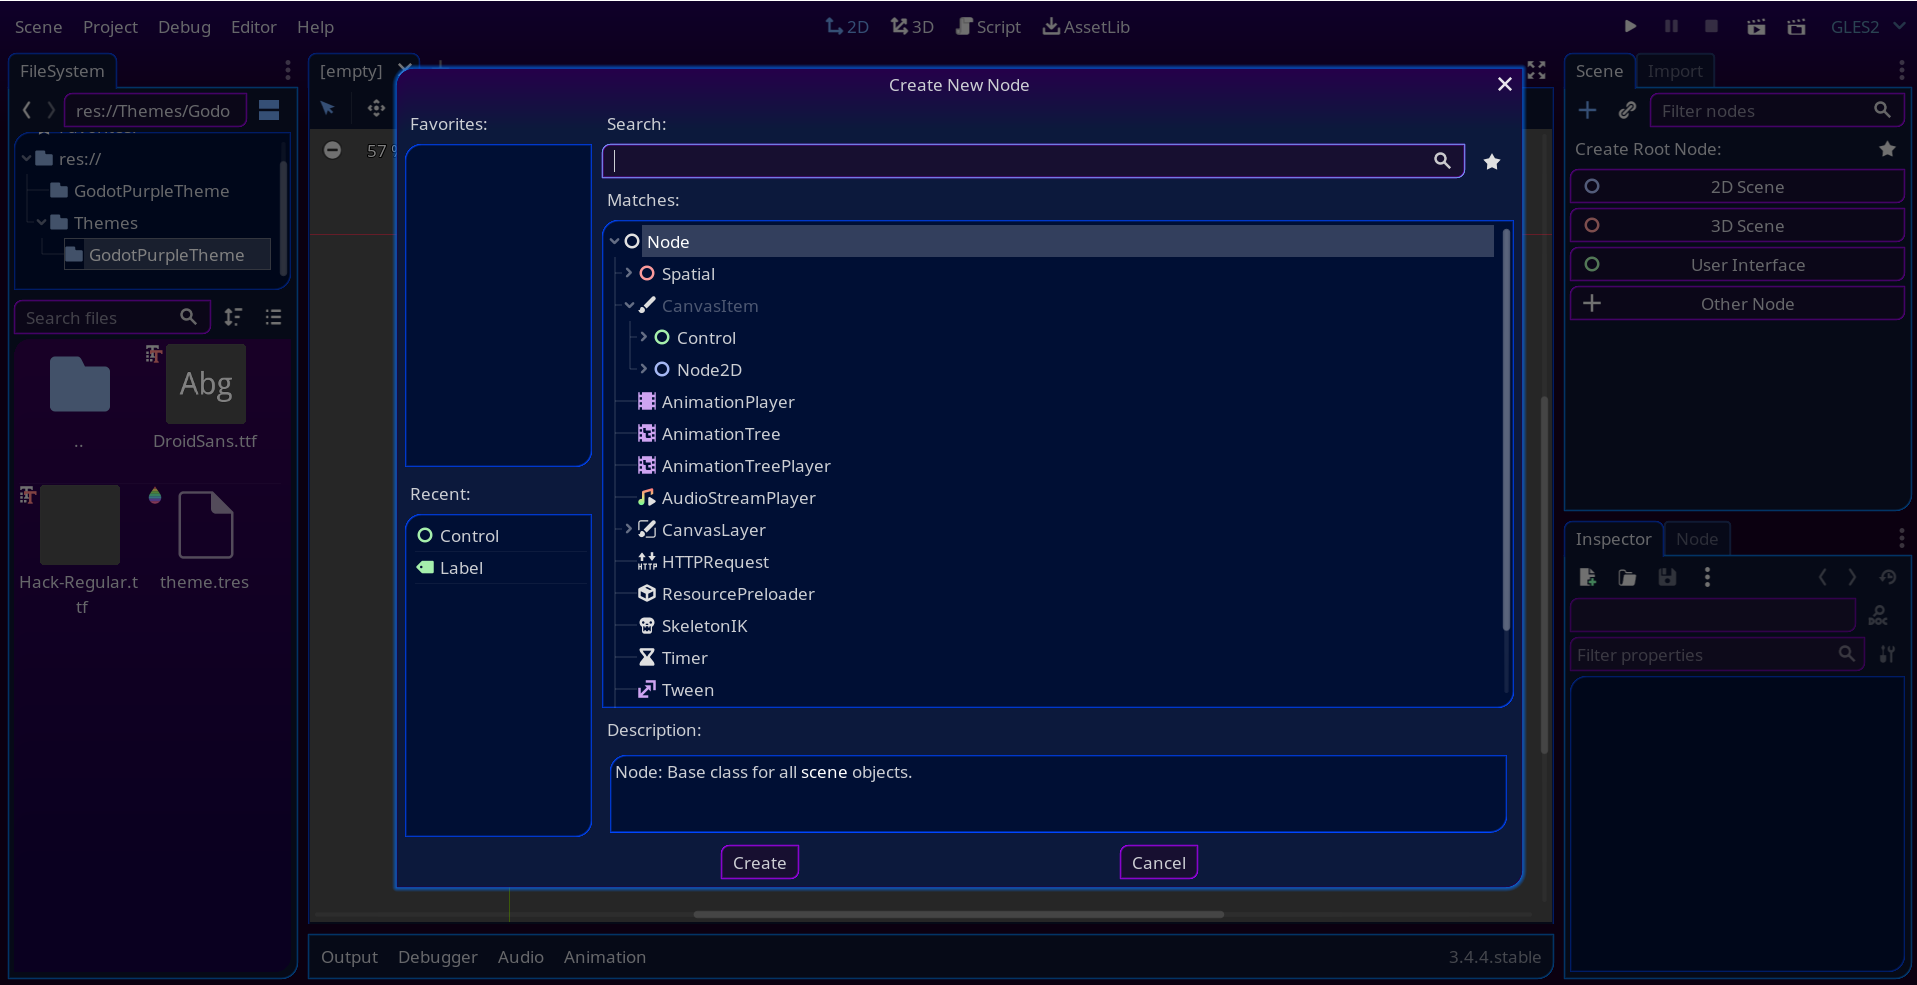 Scene Project Debug Editor Help
2D 3D Script AssetLib
GLES2
FileSystem
res://Themes/Godo
res://
GodotPurpleTheme
Themes
GodotPurpleTheme
Search files
..
Abg
DroidSans.ttf
Hack-Regular.t
tf
theme.tres
[empty]
57 %
Create New Node
Favorites:
Recent:
Control
Label
Search:
Matches:
Node
Spatial
CanvasItem
Control
Node2D
AnimationPlayer
AnimationTree
AnimationTreePlayer
AudioStreamPlayer
CanvasLayer
HTTP HTTPRequest
ResourcePreloader
SkeletonIK
Timer
Tween
Description:
Node: Base class for all scene objects.
Create Cancel
Output Debugger Audio Animation
3.4.4.stable
Scene Import
Filter nodes
Create Root Node:
2D Scene
3D Scene
User Interface
Other Node
Inspector Node
DOC
Filter properties